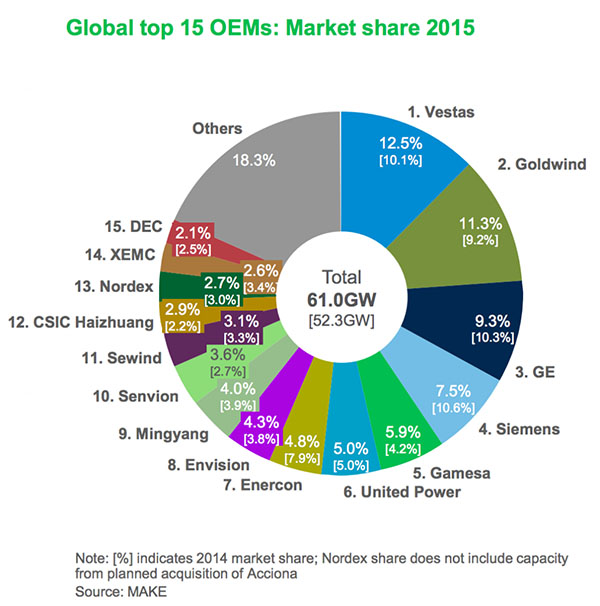 Global top 15 OEMs: Market share 2015
1. Vestas
12.5%
[10.1%]
2. Goldwind
11.3%
[9.2%]
9.3%
[10.3%]
3. GE
7.5%
[10.6%]
4. Siemens
5.9%
[4.2%]
5. Gamesa
5.0%
[5.0%]
6. United Power
4.8%
[7.9%]
7. Enercon
4.3%
[3.8%]
8. Envision
4.0%
[3.9%]
9. Mingyang
3.6%
[2.7%]
10. Senvion
3.1%
[3.3%]
11. Sewind
2.9%
[2.2%]
12. CSIC Haizhuang
2.7%
[3.0%]
13. Nordex
2.6%
[3.4%]
14. XEMC
2.1%
[2.5%]
15. DEC
Others
18.3%
Total
61.0GW
[52.3GW]
Note: [%] indicates 2014 market share; Nordex share does not include capacity
from planned acquisition of Acciona
Source: MAKE